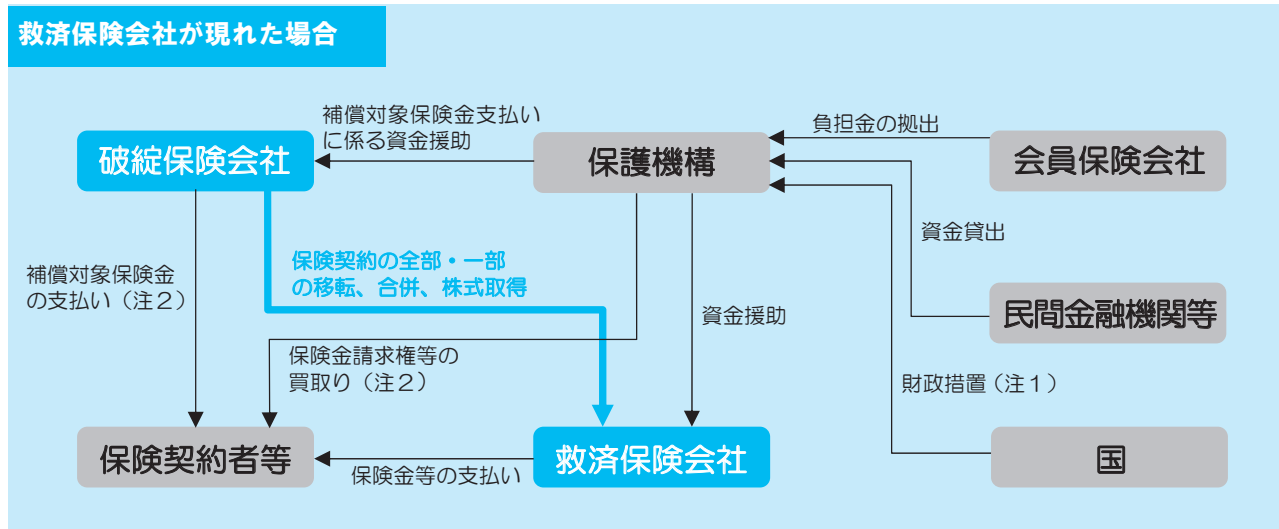 救済保険会社が現れた場合
補償対象保険金支払い
に係る資金援助
負担金の拠出
破綻保険会社
保護機構
会員保険会社
資金貸出
保険契約の全部・一部
の移転、合併、株式取得
補償対象保険金
の支払い（注２）
資金援助
民間金融機関等
保険金請求権等の
買取り（注２）
財政措置（注１）
保険契約者等
保険金等の支払い
救済保険会社
国